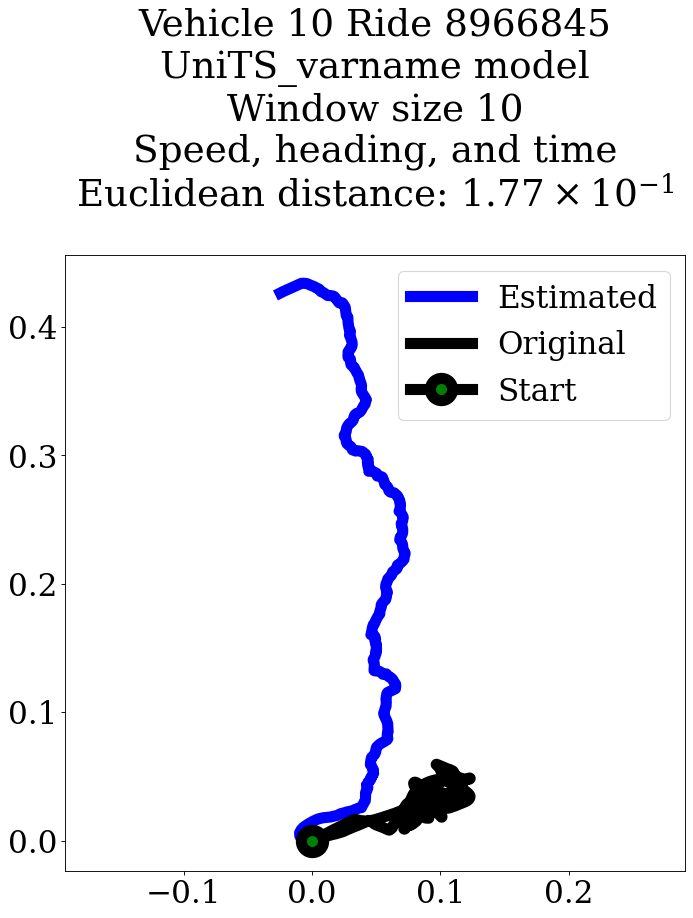 Vehicle 10 Ride 8966845
UniTS_varname model
Window size 10
Speed, heading, and time
Euclidean distance: 1.77 × 10⁻¹
Estimated
Original
Start
0.4
0.3
0.2
0.1
0.0
−0.1 0.0 0.1 0.2